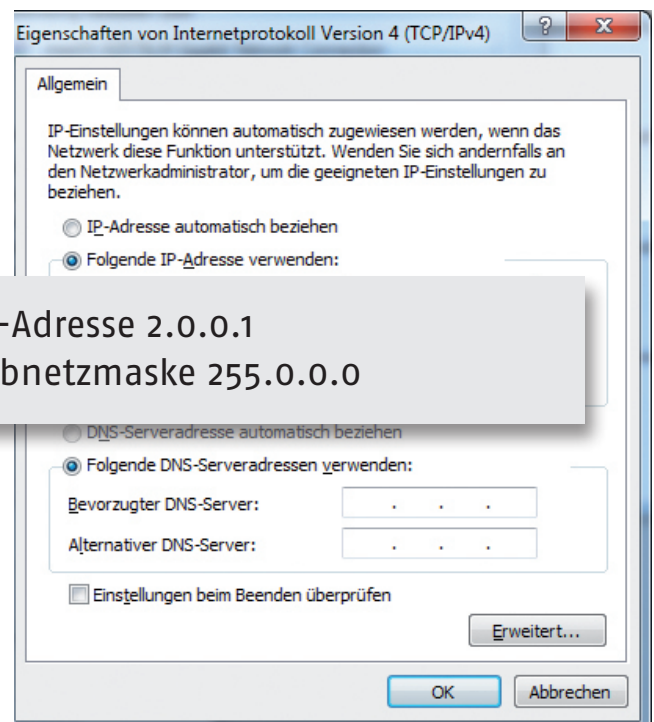 Eigenschaften von Internetprotokoll Version 4 (TCP/IPv4)
Allgemein
IP-Einstellungen können automatisch zugewiesen werden, wenn das
Netzwerk diese Funktion unterstützt. Wenden Sie sich andernfalls an
den Netzwerkadministrator, um die geeigneten IP-Einstellungen zu
beziehen.
IP-Adresse automatisch beziehen
Folgende IP-Adresse verwenden:
-Adresse 2.0.0.1
bnetzmaske 255.0.0.0
DNS-Serveradresse automatisch beziehen
Folgende DNS-Serveradressen verwenden:
Bevorzugter DNS-Server:
Alternativer DNS-Server:
Einstellungen beim Beenden überprüfen
Erweitert...
OK Abbrechen